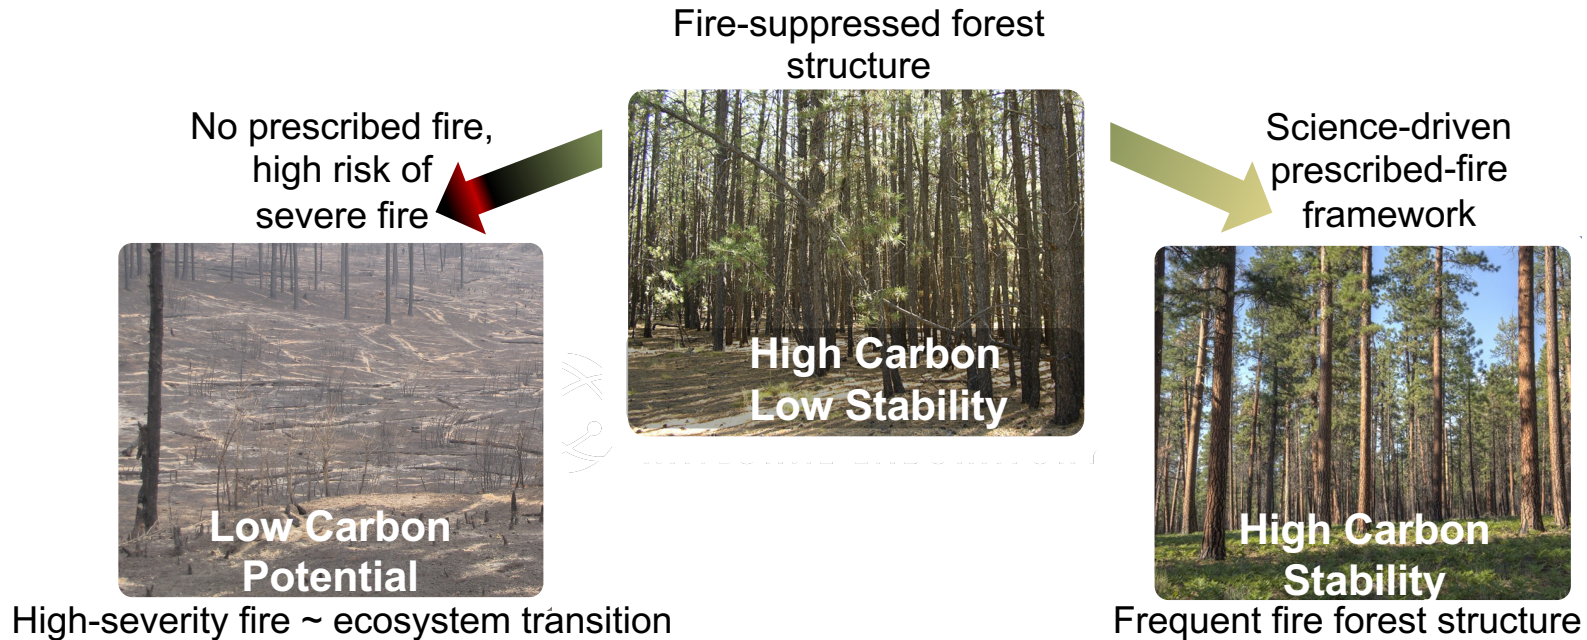 Fire-suppressed forest
structure
No prescribed fire,
high risk of
severe fire
Science-driven
prescribed-fire
framework
High Carbon
Low Stability
Low Carbon
Potential
High Carbon
Stability
High-severity fire ~ ecosystem transition
Frequent fire forest structure